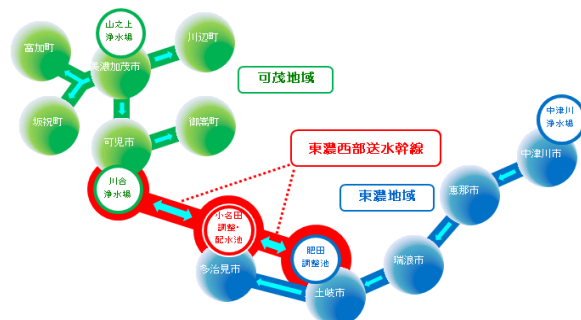 山之上
浄水場
富加町
川辺町
美濃加茂市
可茂地域
坂祝町
御嵩町
可児市
中津川
浄水場
東濃西部送水幹線
中津川市
川合
浄水場
東濃地域
恵那市
小名田
調整・
配水池
肥田
調整池
多治見市
瑞浪市
土岐市